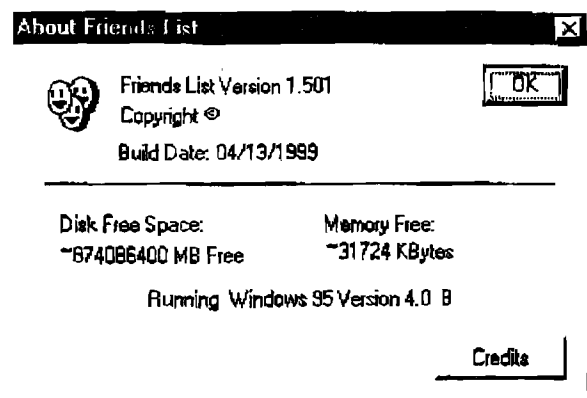 About Friends List
Friends List Version 1.501
OK
Copyright ©
Build Date: 04/13/1999
Disk Free Space:
Memory Free:
~874086400 MB Free
~31724 KBytes
Running Windows 95 Version 4.0 B
Credits